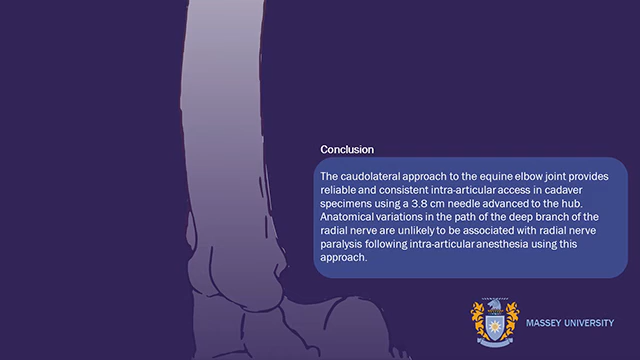 Conclusion
The caudolateral approach to the equine elbow joint provides
reliable and consistent intra-articular access in cadaver
specimens using a 3.8 cm needle advanced to the hub.
Anatomical variations in the path of the deep branch of the
radial nerve are unlikely to be associated with radial nerve
paralysis following intra-articular anesthesia using this
approach.
MASSEY UNIVERSITY